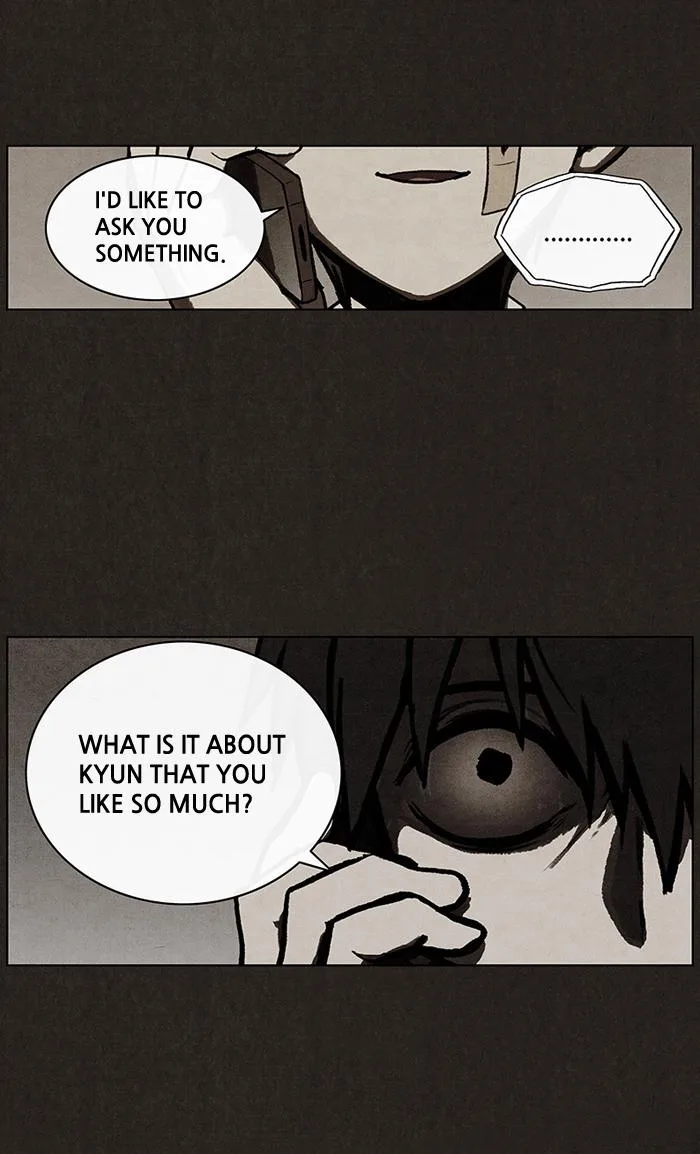 I'D LIKE TO
ASK YOU
SOMETHING.
..............
WHAT IS IT ABOUT
KYUN THAT YOU
LIKE SO MUCH?